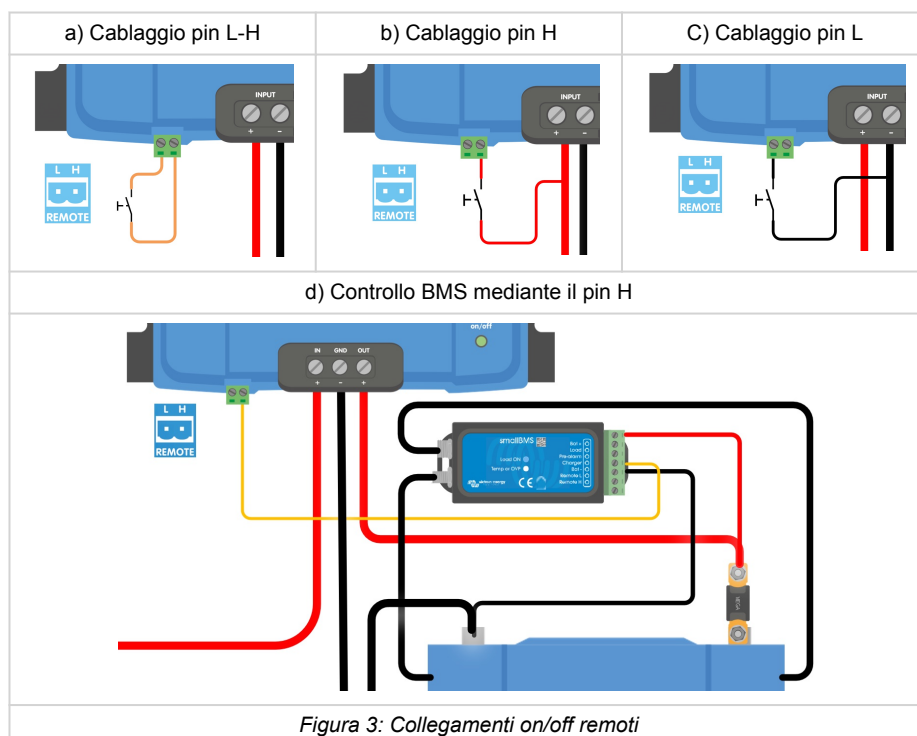 a) Cablaggio pin L-H
b) Cablaggio pin H
C) Cablaggio pin L
INPUT
+ -
L H
REMOTE
INPUT
+ -
L H
REMOTE
INPUT
+ -
L H
REMOTE
d) Controllo BMS mediante il pin H
on/off
IN GND OUT
+ - +
L H
REMOTE
smallBMS
Load ON
Temp or OVP
victron energy
CE
Bat +
Load
Pre-alarm
Charger
Bat -
Remote L
Remote H
MEGA
Figura 3: Collegamenti on/off remoti